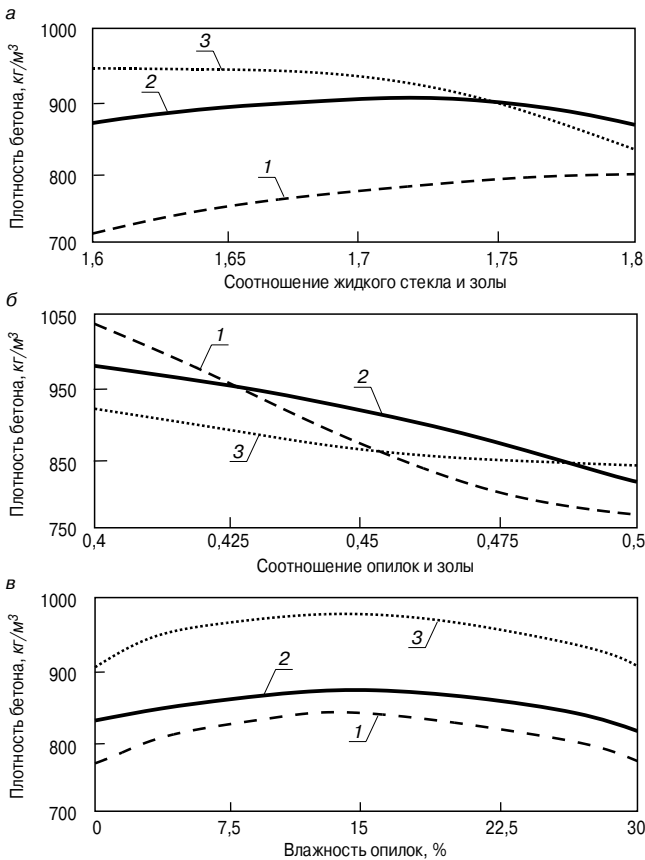 а
Плотность бетона, кг/м³
1000
900
800
700
3
2
1
1,6 1,65 1,7 1,75 1,8
Соотношение жидкого стекла и золы
б
Плотность бетона, кг/м³
1050
950
850
750
1
2
3
0,4 0,425 0,45 0,475 0,5
Соотношение опилок и золы
в
Плотность бетона, кг/м³
1000
900
800
700
3
2
1
0 7,5 15 22,5 30
Влажность опилок, %